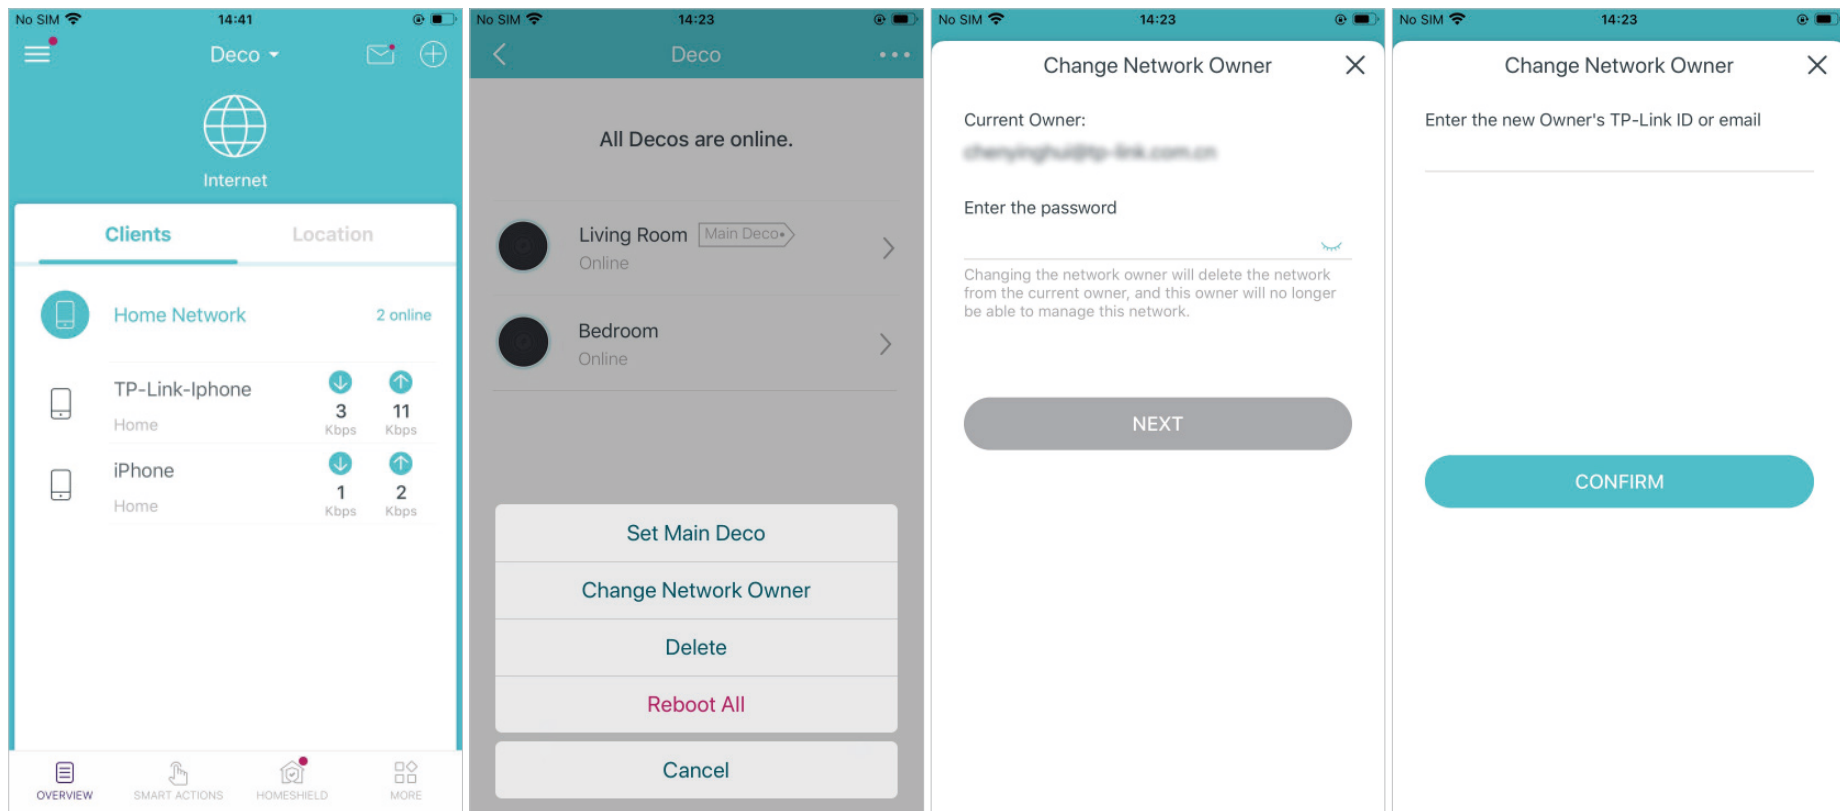 No SIM 14:41
Deco
Internet
Clients Location
Home Network 2 online
TP-Link-Iphone
Home
3 11
Kbps Kbps
iPhone
Home
1 2
Kbps Kbps
OVERVIEW SMART ACTIONS HOMESHIELD MORE
No SIM 14:23
Deco
All Decos are online.
Living Room Main Deco
Online
Bedroom
Online
Set Main Deco
Change Network Owner
Delete
Reboot All
Cancel
No SIM 14:23
Change Network Owner
Current Owner:
Enter the password
Changing the network owner will delete the network
from the current owner, and this owner will no longer
be able to manage this network.
NEXT
No SIM 14:23
Change Network Owner
Enter the new Owner's TP-Link ID or email
CONFIRM